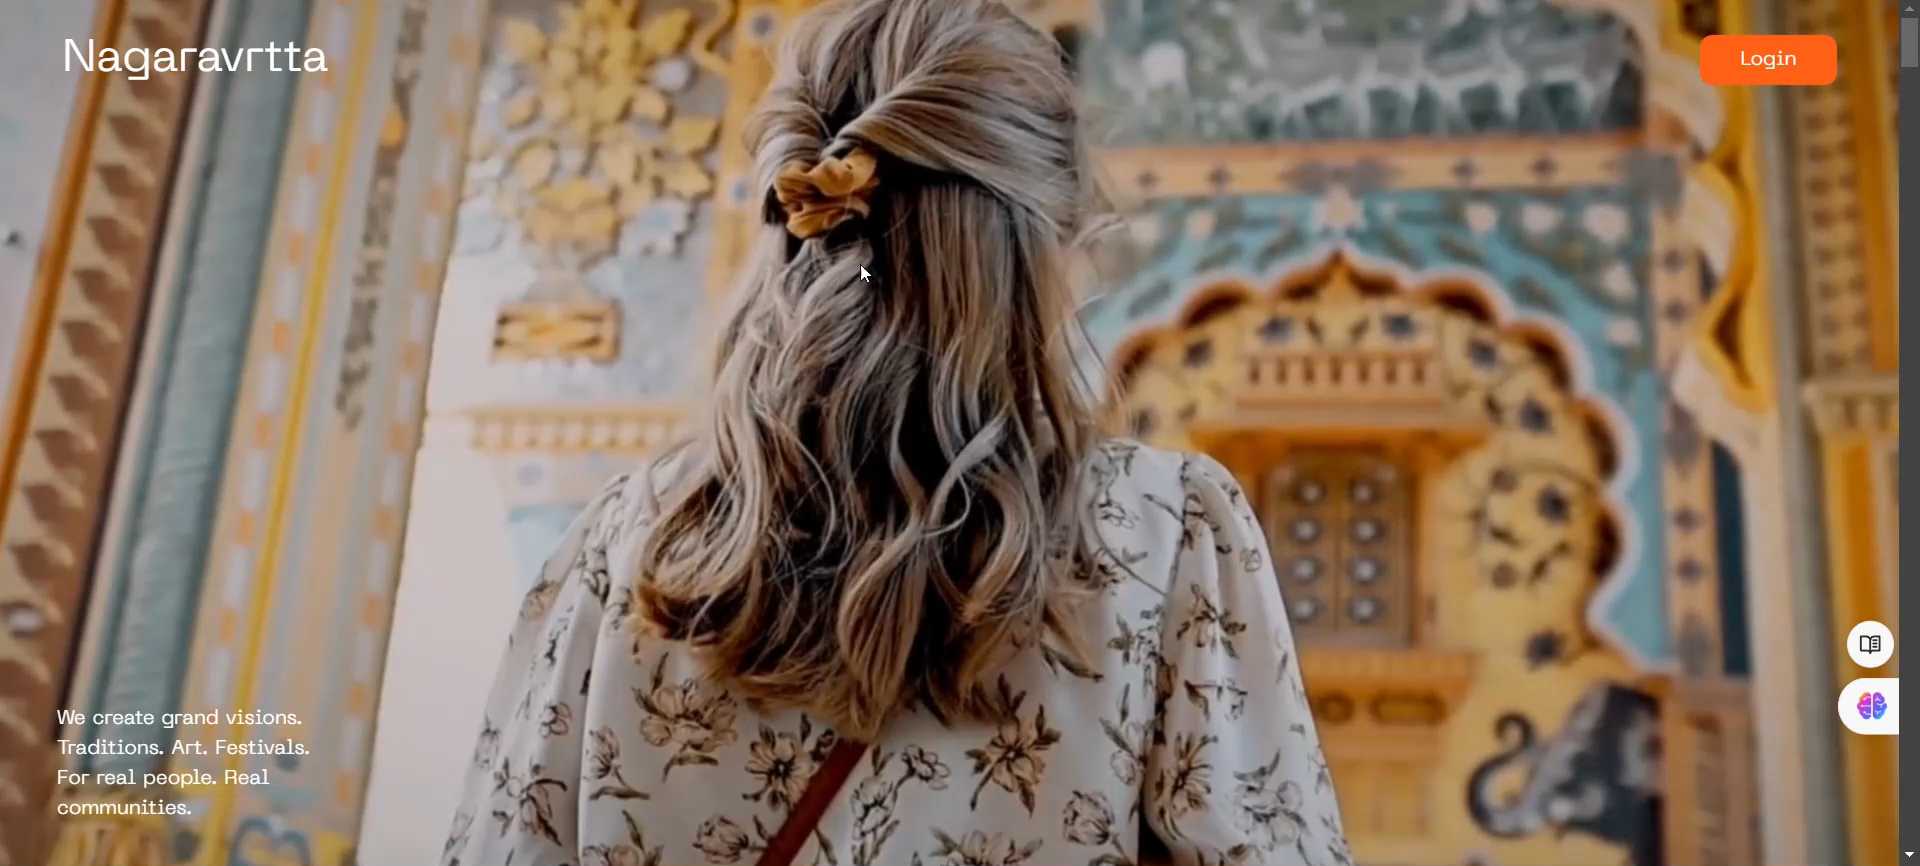 Nagaravrtta
Login
We create grand visions.
Traditions. Art. Festivals.
For real people. Real
communities.